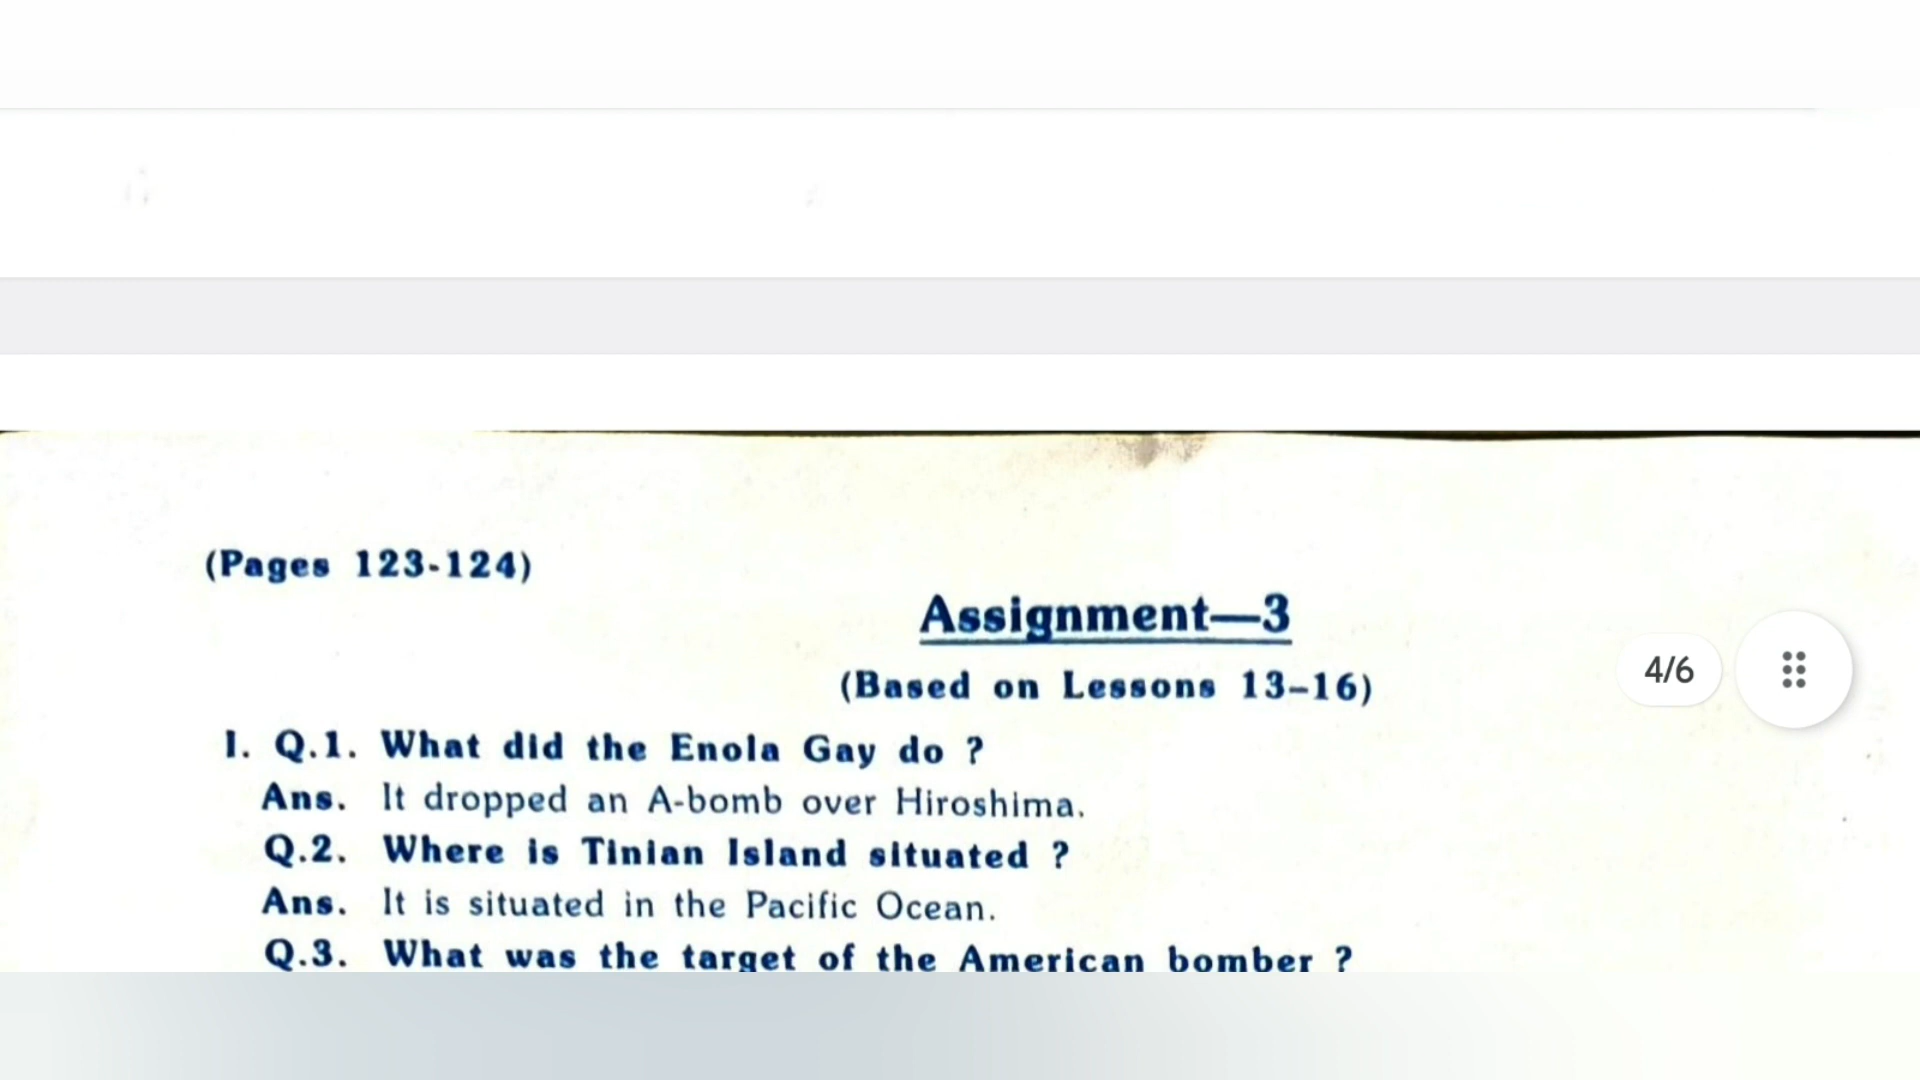 (Pages 123-124)
Assignment—3
(Based on Lessons 13–16)
4/6
I. Q.1. What did the Enola Gay do ?
Ans. It dropped an A-bomb over Hiroshima.
Q.2. Where is Tinian Island situated ?
Ans. It is situated in the Pacific Ocean.
Q.3. What was the target of the American bomber ?